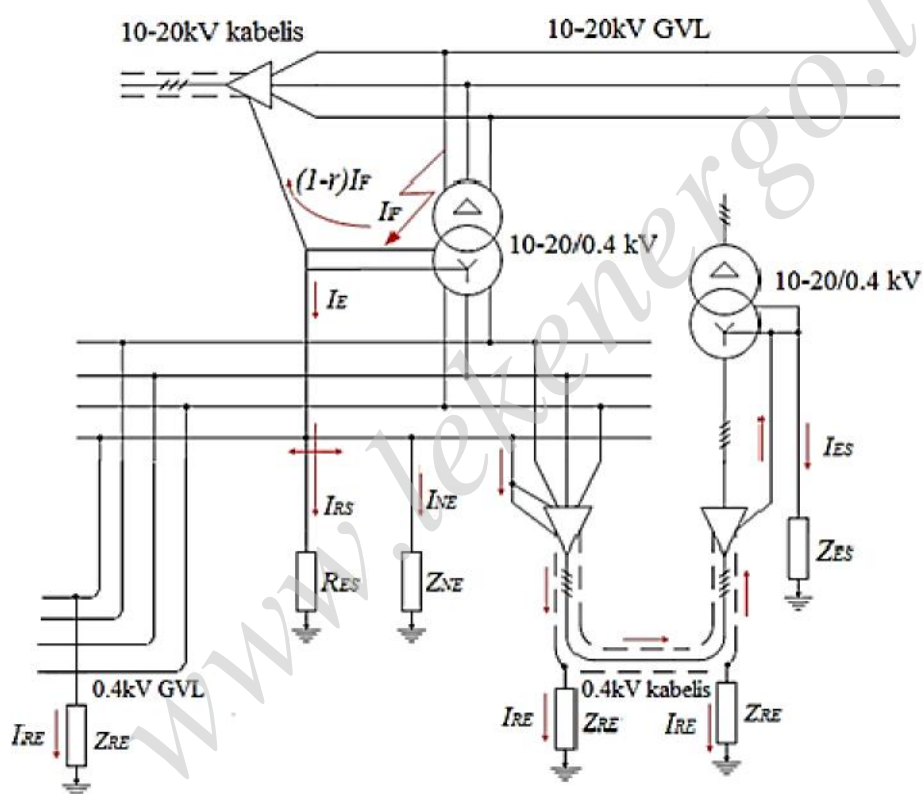 10-20kV kabelis
10-20kV GVL
(1-r)IF
IF
10-20/0.4 kV
10-20/0.4 kV
IE
IES
IRS
INE
RES
ZNE
ZES
0.4kV GVL
0.4kV kabelis
IRE
ZRE
IRE
ZRE
IRE
ZRE
www.lekenergo.l